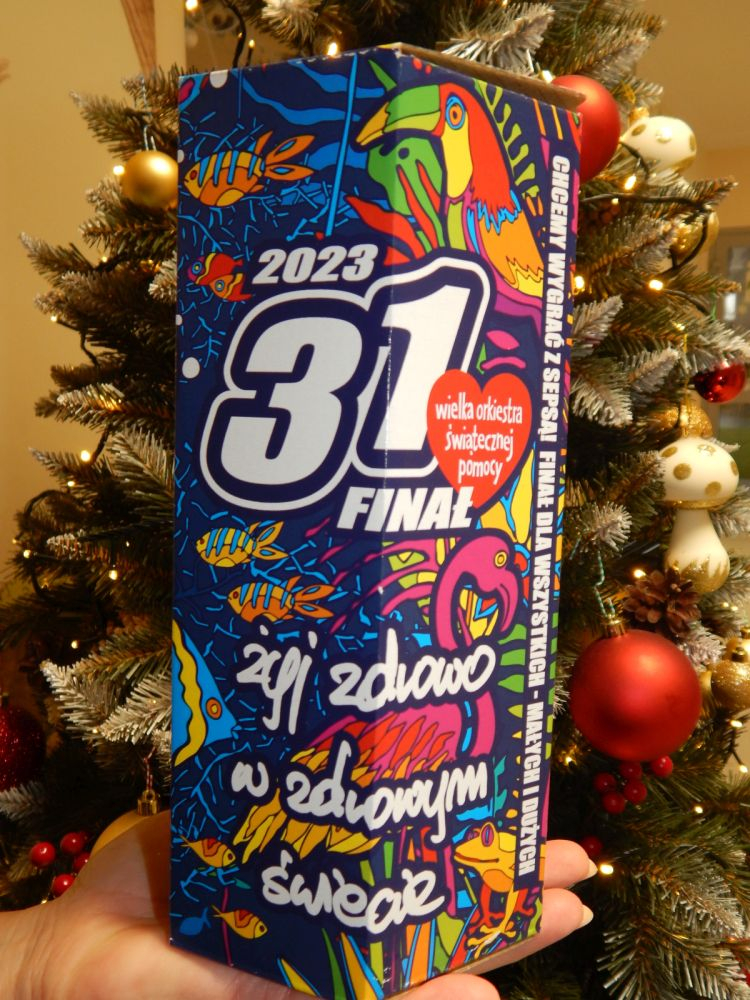 2023
31
FINAŁ
wielka orkiestra
świątecznej
pomocy
żyj zdrowo
w zdrowym
świecie
CHCEMY WYGRAĆ Z SEPSĄ! FINAŁ DLA WSZYSTKICH - MAŁYCH I DUŻYCH